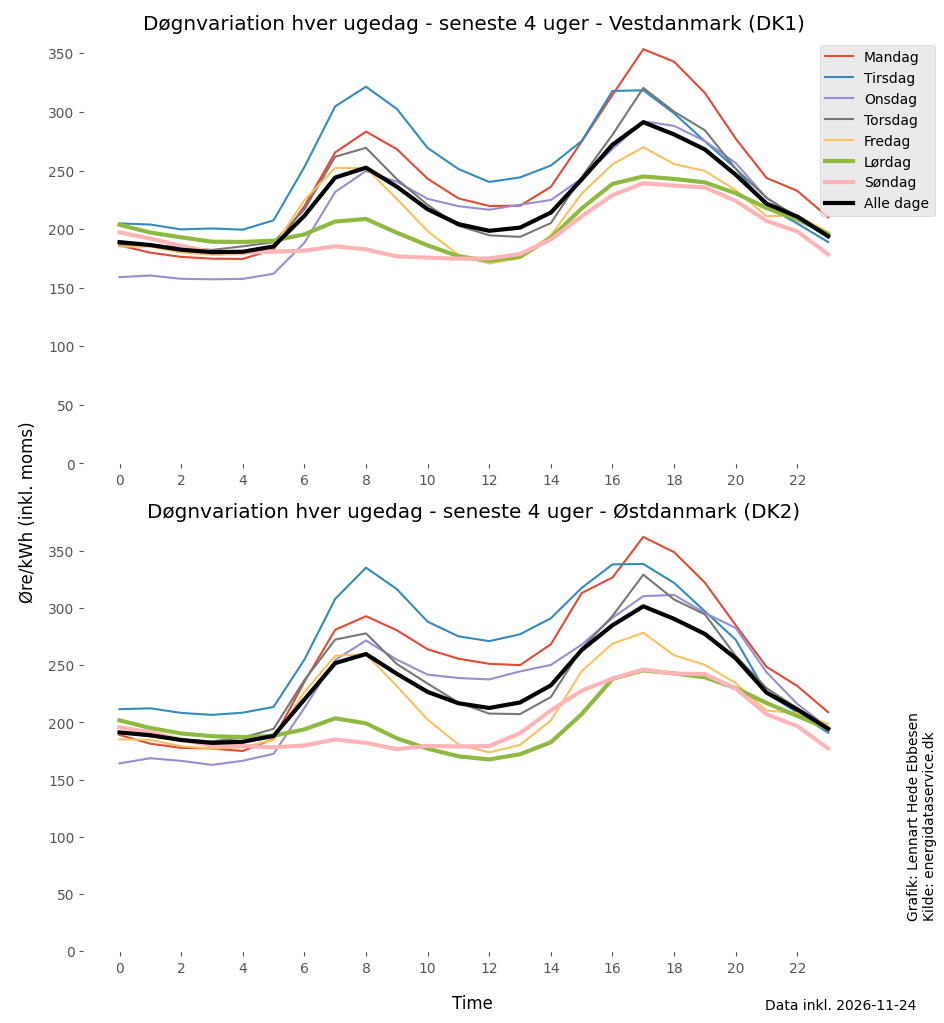 Døgnvariation hver ugedag - seneste 4 uger - Vestdanmark (DK1)
350
300
250
200
150
100
50
0
0 2 4 6 8 10 12 14 16 18 20 22
Mandag
Tirsdag
Onsdag
Torsdag
Fredag
Lørdag
Søndag
Alle dage
Øre/kWh (inkl. moms)
Døgnvariation hver ugedag - seneste 4 uger - Østdanmark (DK2)
350
300
250
200
150
100
50
0
0 2 4 6 8 10 12 14 16 18 20 22
Time
Grafik: Lennart Hede Ebbesen
Kilde: energidataservice.dk
Data inkl. 2026-11-24